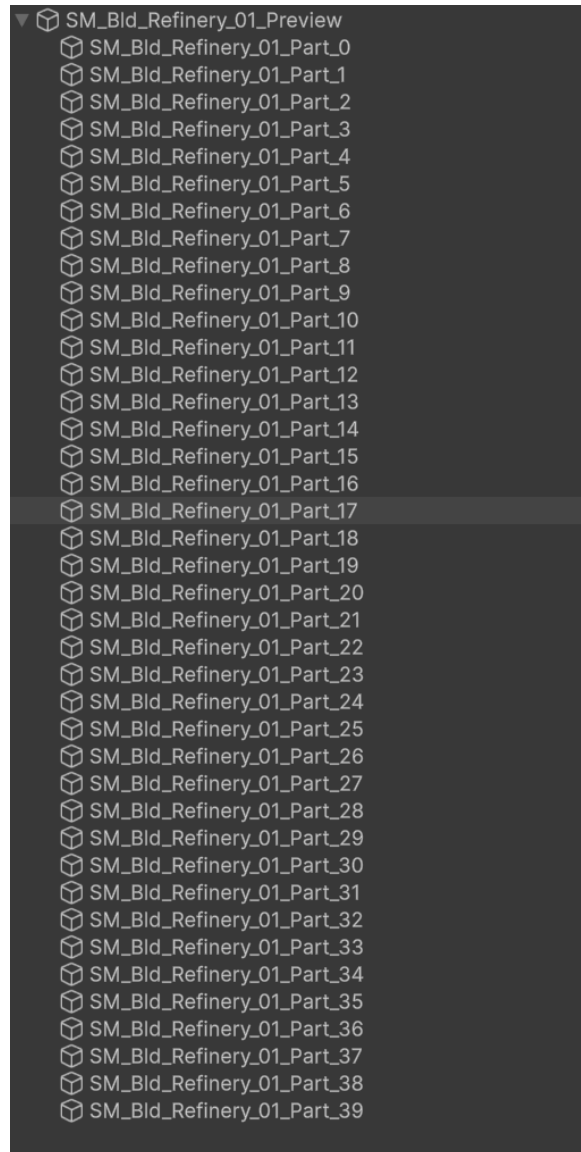 SM_Bld_Refinery_01_Preview
SM_Bld_Refinery_01_Part_0
SM_Bld_Refinery_01_Part_1
SM_Bld_Refinery_01_Part_2
SM_Bld_Refinery_01_Part_3
SM_Bld_Refinery_01_Part_4
SM_Bld_Refinery_01_Part_5
SM_Bld_Refinery_01_Part_6
SM_Bld_Refinery_01_Part_7
SM_Bld_Refinery_01_Part_8
SM_Bld_Refinery_01_Part_9
SM_Bld_Refinery_01_Part_10
SM_Bld_Refinery_01_Part_11
SM_Bld_Refinery_01_Part_12
SM_Bld_Refinery_01_Part_13
SM_Bld_Refinery_01_Part_14
SM_Bld_Refinery_01_Part_15
SM_Bld_Refinery_01_Part_16
SM_Bld_Refinery_01_Part_17
SM_Bld_Refinery_01_Part_18
SM_Bld_Refinery_01_Part_19
SM_Bld_Refinery_01_Part_20
SM_Bld_Refinery_01_Part_21
SM_Bld_Refinery_01_Part_22
SM_Bld_Refinery_01_Part_23
SM_Bld_Refinery_01_Part_24
SM_Bld_Refinery_01_Part_25
SM_Bld_Refinery_01_Part_26
SM_Bld_Refinery_01_Part_27
SM_Bld_Refinery_01_Part_28
SM_Bld_Refinery_01_Part_29
SM_Bld_Refinery_01_Part_30
SM_Bld_Refinery_01_Part_31
SM_Bld_Refinery_01_Part_32
SM_Bld_Refinery_01_Part_33
SM_Bld_Refinery_01_Part_34
SM_Bld_Refinery_01_Part_35
SM_Bld_Refinery_01_Part_36
SM_Bld_Refinery_01_Part_37
SM_Bld_Refinery_01_Part_38
SM_Bld_Refinery_01_Part_39